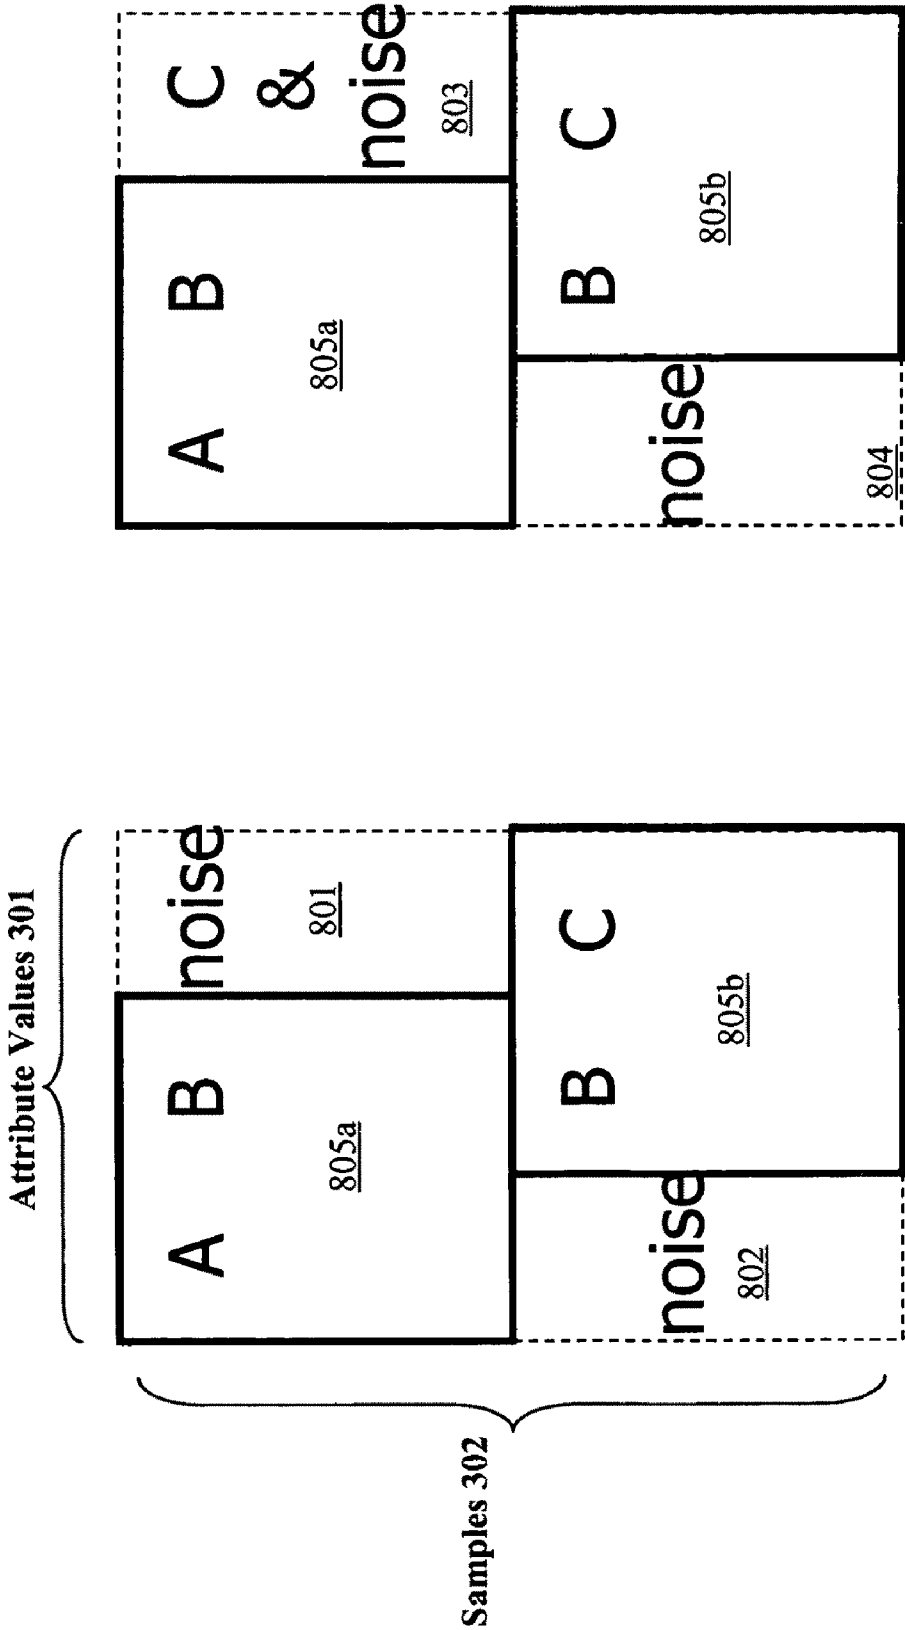 Attribute Values 301
Samples 302
A B
805a
noise
801
noise
802
B C
805b
A B
805a
C
&
noise
803
noise
804
B C
805b